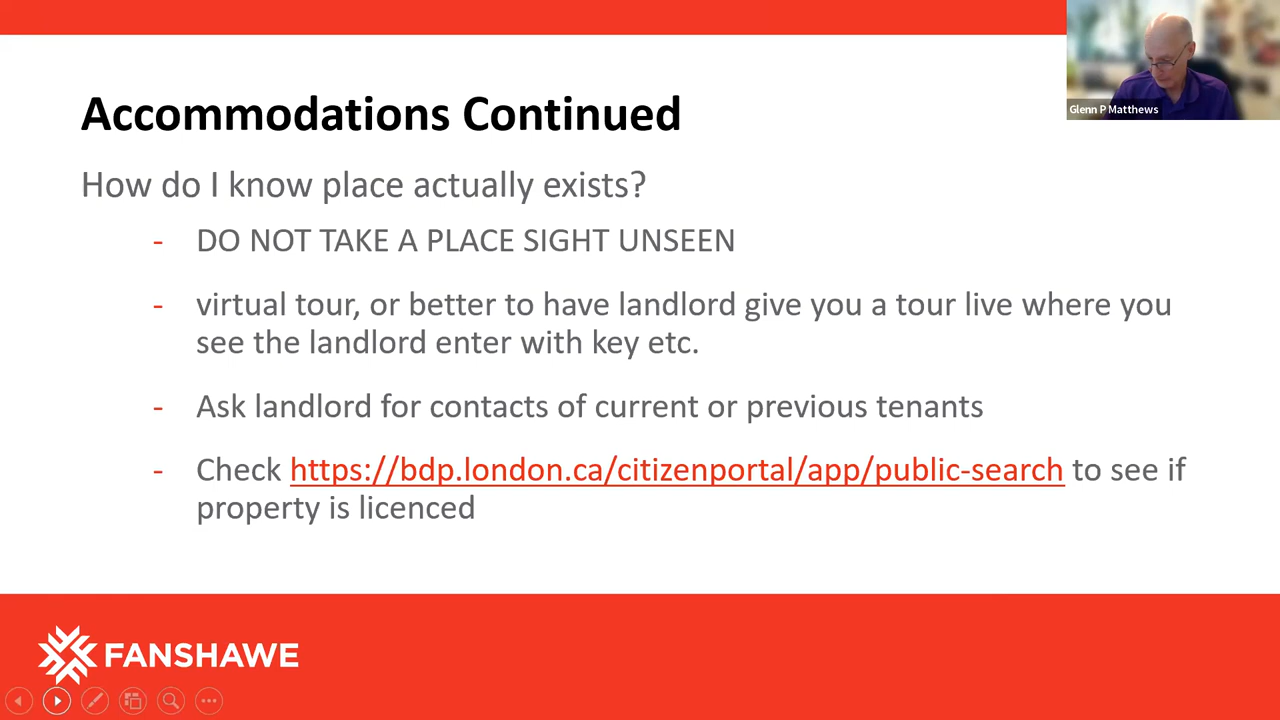 Accommodations Continued
Glenn P Matthews
How do I know place actually exists?
- DO NOT TAKE A PLACE SIGHT UNSEEN
- virtual tour, or better to have landlord give you a tour live where you
see the landlord enter with key etc.
- Ask landlord for contacts of current or previous tenants
- Check https://bdp.london.ca/citizenportal/app/public-search to see if
property is licenced
FANSHAWE